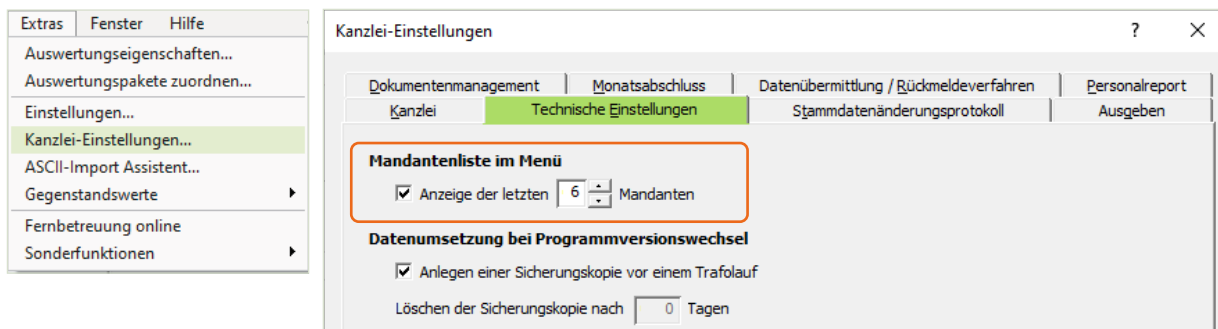 Extras Fenster Hilfe
Auswertungseigenschaften...
Auswertungspakete zuordnen...
Einstellungen...
Kanzlei-Einstellungen...
ASCII-Import Assistent...
Gegenstandswerte
Fernbetreuung online
Sonderfunktionen
Kanzlei-Einstellungen ?
Dokumentenmanagement Monatsabschluss Datenübermittlung / Rückmeldeverfahren Personalreport
Kanzlei Technische Einstellungen Stammdatenänderungsprotokoll Ausgeben
Mandantenliste im Menü
Anzeige der letzten 6 Mandanten
Datenumsetzung bei Programmversionswechsel
Anlegen einer Sicherungskopie vor einem Trafolauf
Löschen der Sicherungskopie nach 0 Tagen